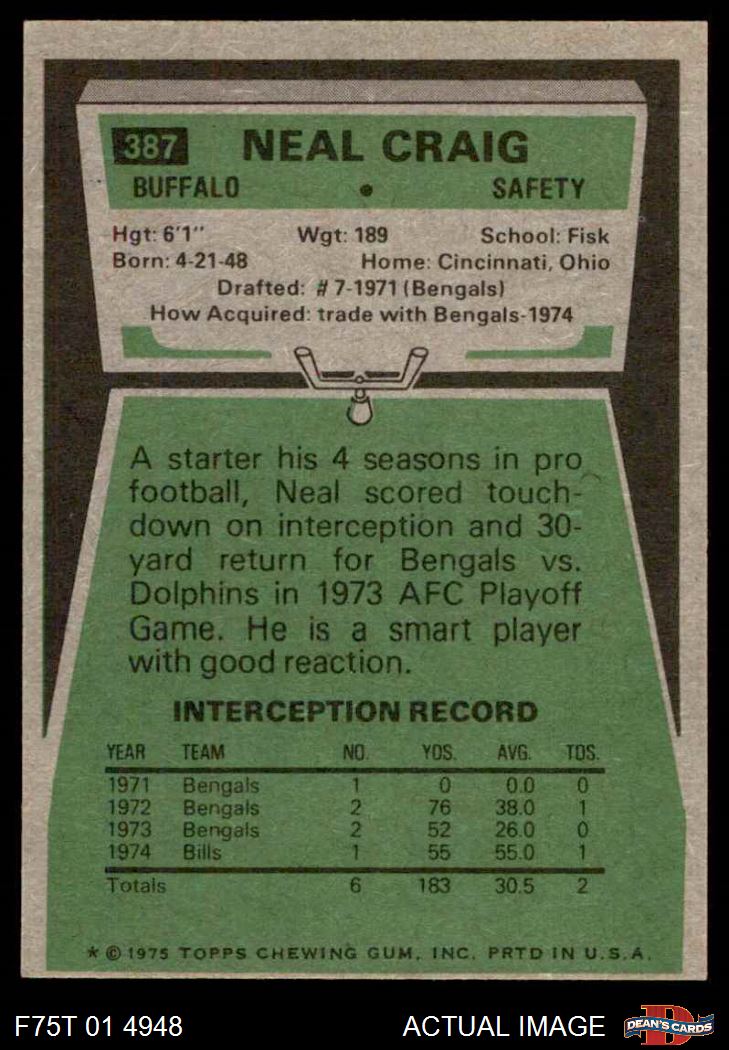 387 NEAL CRAIG
BUFFALO • SAFETY
Hgt: 6'1" Wgt: 189 School: Fisk
Born: 4-21-48 Home: Cincinnati, Ohio
Drafted: #7-1971 (Bengals)
How Acquired: trade with Bengals-1974
A starter his 4 seasons in pro
football, Neal scored touch-
down on interception and 30-
yard return for Bengals vs.
Dolphins in 1973 AFC Playoff
Game. He is a smart player
with good reaction.
INTERCEPTION RECORD
YEAR TEAM NO. YDS. AVG. TDS.
1971 Bengals 1 0 0.0 0
1972 Bengals 2 76 38.0 1
1973 Bengals 2 52 26.0 0
1974 Bills 1 55 55.0 1
Totals 6 183 30.5 2
* © 1975 TOPPS CHEWING GUM, INC. PRTD IN U.S.A.
F75T 01 4948 ACTUAL IMAGE D DEAN'S CARDS